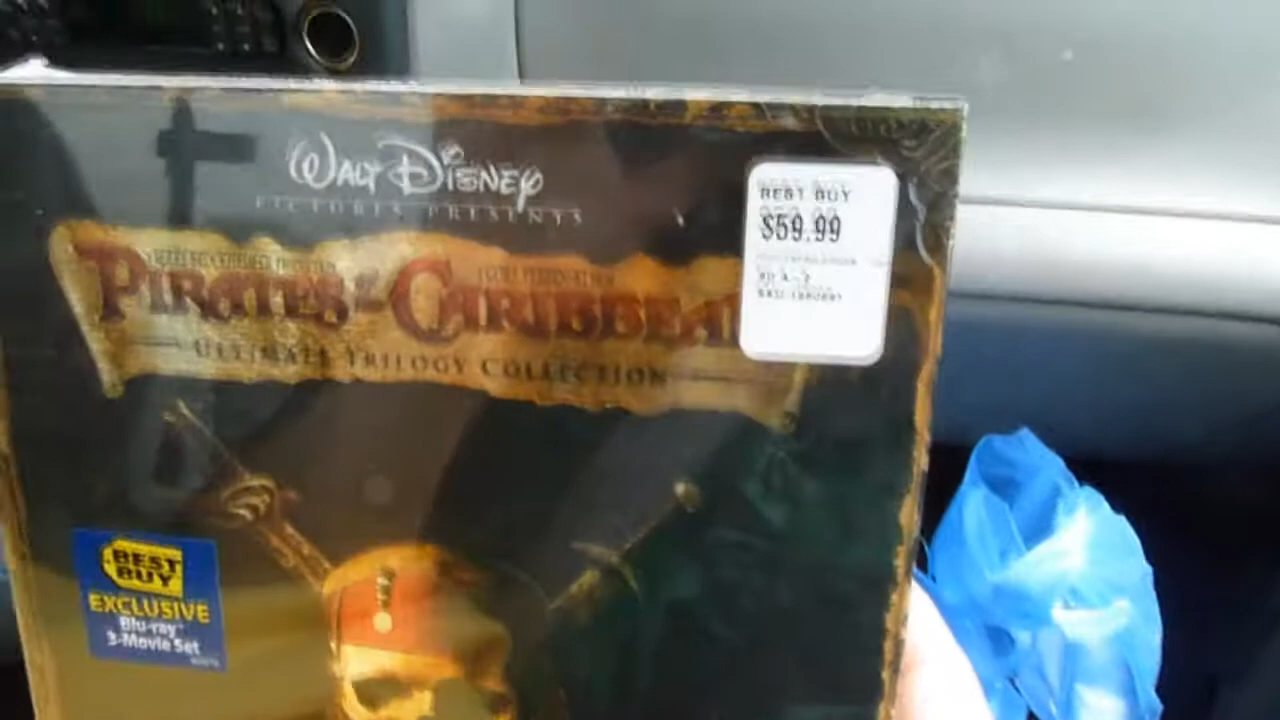 WALT DISNEY
PICTURES PRESENTS
PIRATES of the CARIBBEAN
ULTIMATE TRILOGY COLLECTION
BEST BUY
$59.99
BEST BUY
EXCLUSIVE
Blu-ray
3-Movie Set